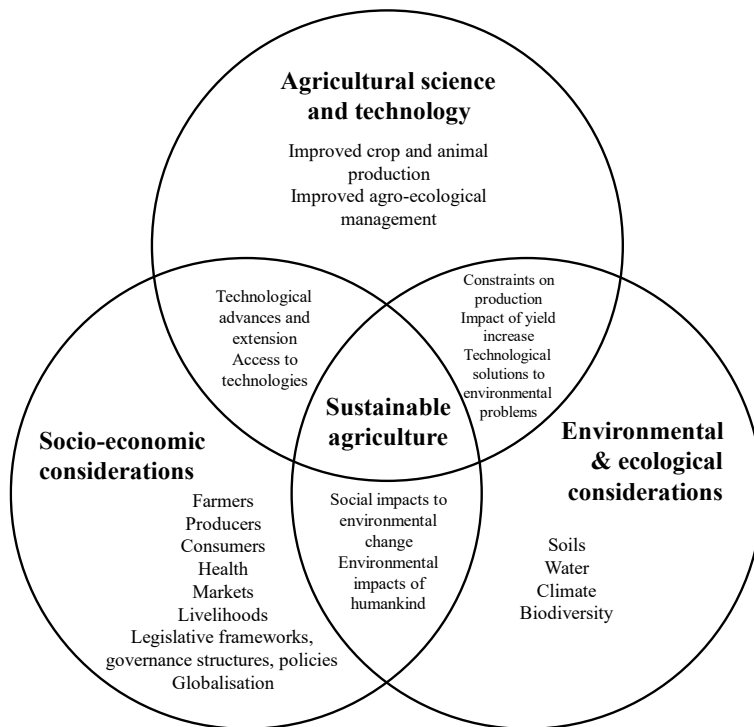 Agricultural science
and technology
Improved crop and animal
production
Improved agro-ecological
management
Technological
advances and
extension
Access to
technologies
Constraints on
production
Impact of yield
increase
Technological
solutions to
environmental
problems
Sustainable
agriculture
Socio-economic
considerations
Farmers
Producers
Consumers
Health
Markets
Livelihoods
Legislative frameworks,
governance structures, policies
Globalisation
Social impacts to
environmental
change
Environmental
impacts of
humankind
Environmental
& ecological
considerations
Soils
Water
Climate
Biodiversity